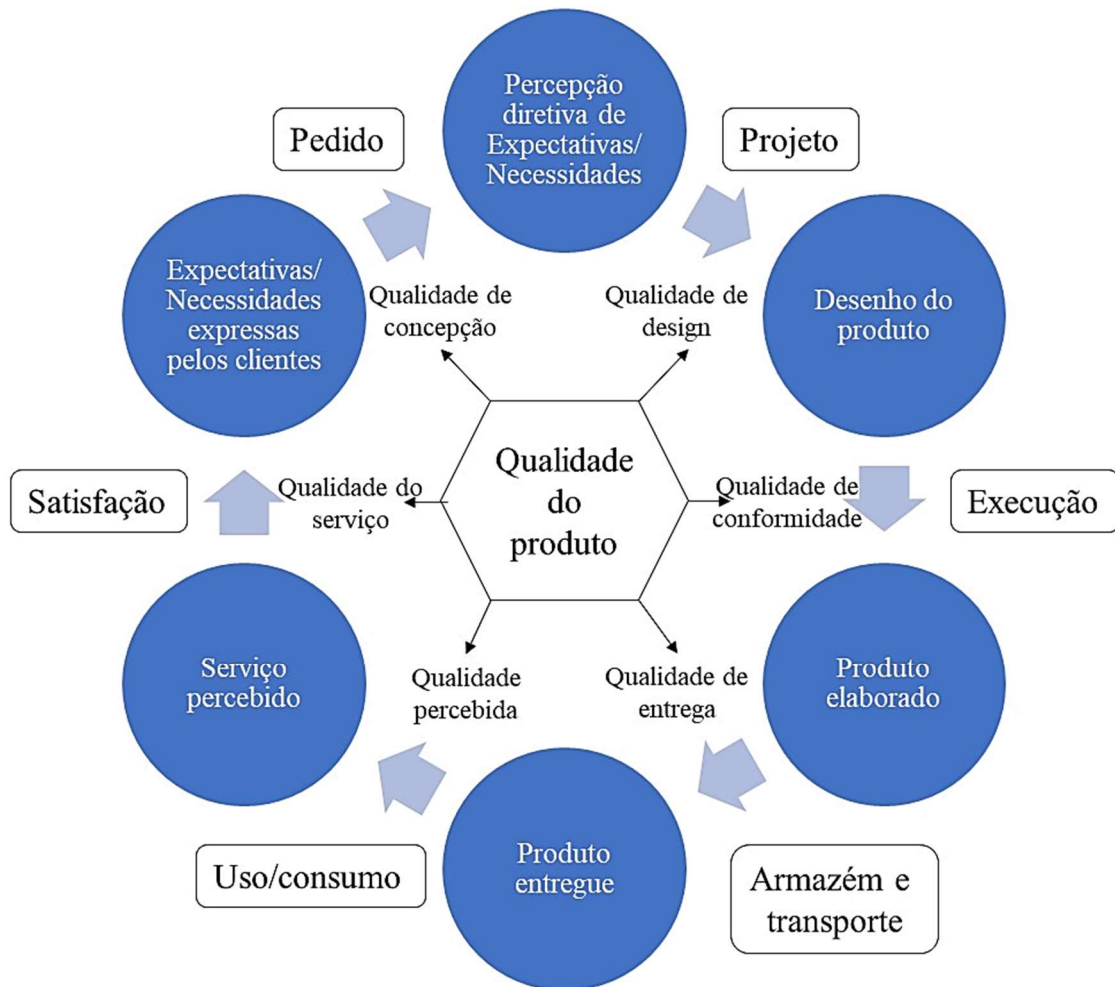 Percepção
diretiva de
Expectativas/
Necessidades
Pedido
Projeto
Expectativas/
Necessidades
expressas
pelos clientes
Qualidade de
concepção
Qualidade de
design
Desenho do
produto
Qualidade
do
produto
Satisfação
Qualidade do
serviço
Qualidade de
conformidade
Execução
Serviço
percebido
Qualidade
percebida
Qualidade de
entrega
Produto
elaborado
Uso/consumo
Produto
entregue
Armazém e
transporte